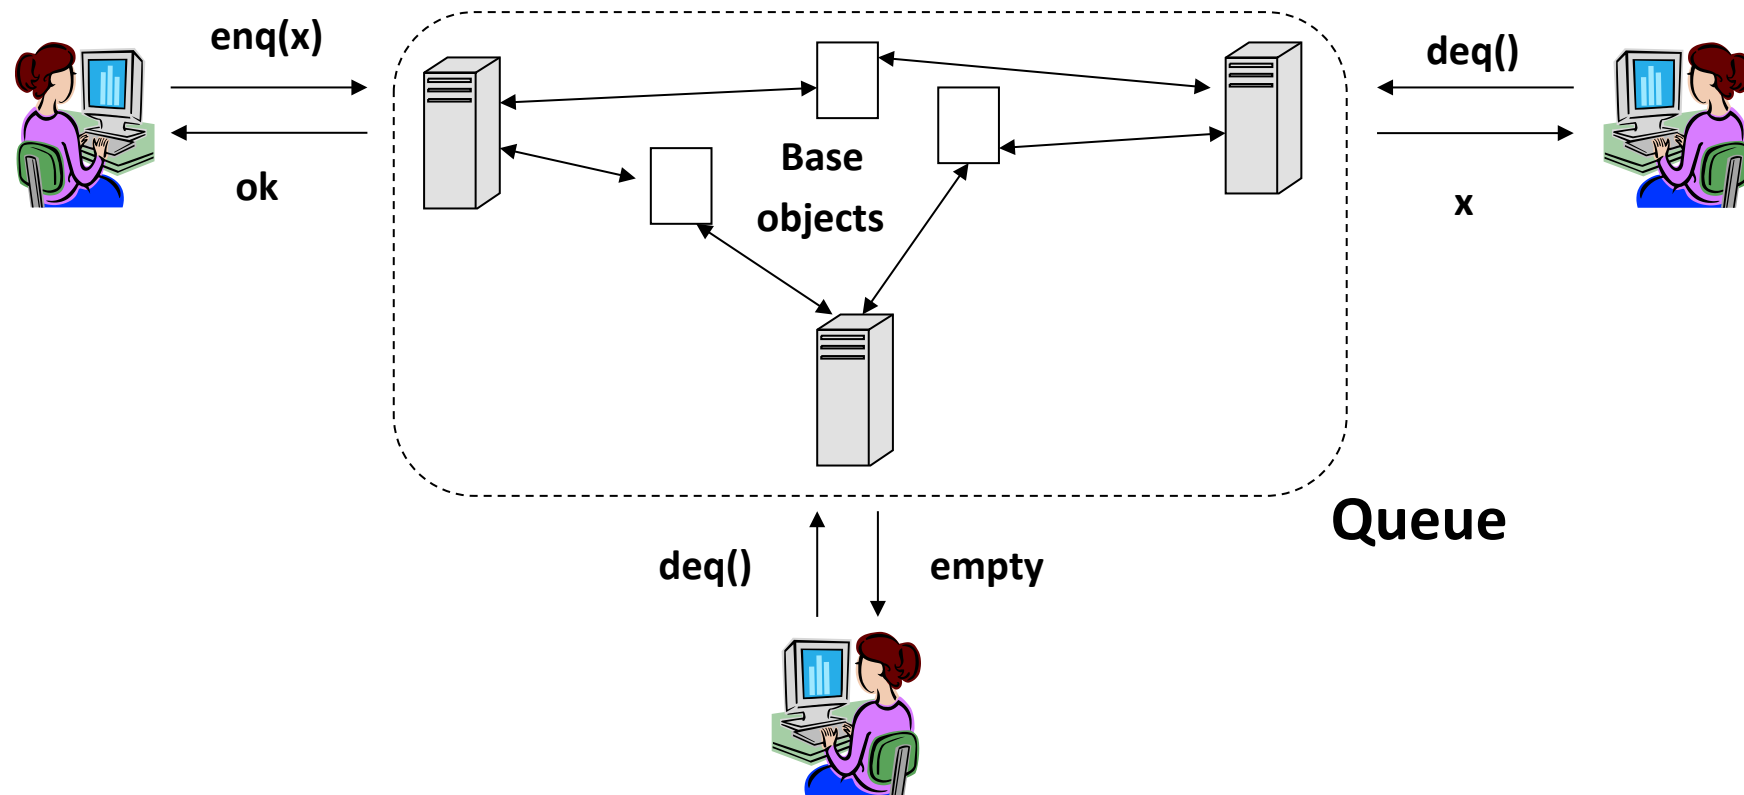 enq(x)
ok
Base
objects
deq()
x
Queue
deq()
empty